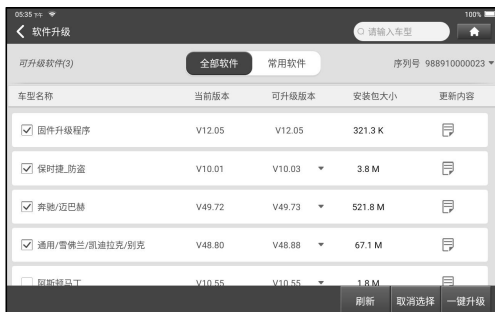 05:35 下午 100%
软件升级 请输入车型
可升级软件(3) 全部软件 常用软件 序列号 988910000023
车型名称 当前版本 可升级版本 安装包大小 更新内容
固件升级程序 V12.05 V12.05 321.3 K
保时捷_防盗 V10.01 V10.03 3.8 M
奔驰/迈巴赫 V49.72 V49.73 521.8 M
通用/雪佛兰/凯迪拉克/别克 V48.80 V48.88 67.1 M
阿斯顿马丁 V10.55 V10.55 1.8 M
刷新 取消选择 一键升级